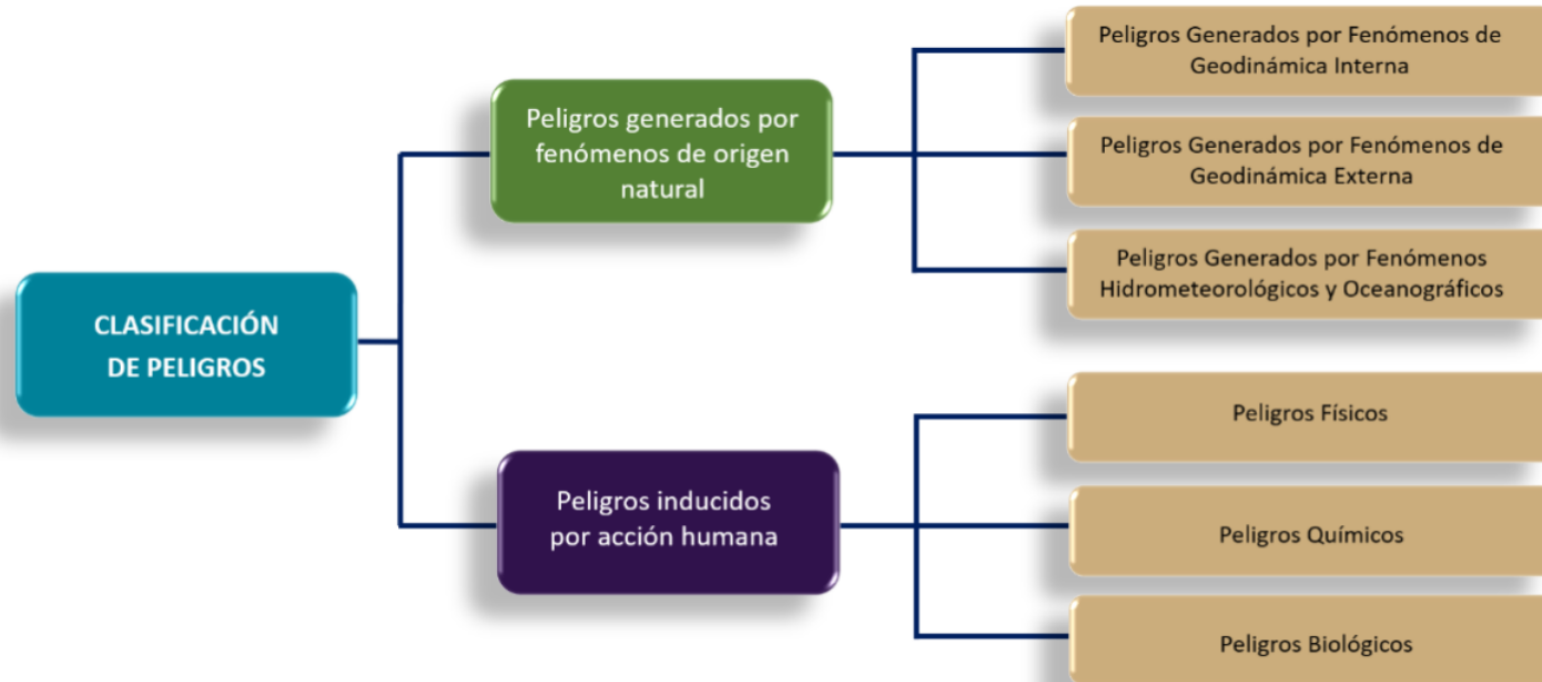 CLASIFICACIÓN
DE PELIGROS
Peligros generados por
fenómenos de origen
natural
Peligros Generados por Fenómenos de
Geodinámica Interna
Peligros Generados por Fenómenos de
Geodinámica Externa
Peligros Generados por Fenómenos
Hidrometeorológicos y Oceanográficos
Peligros inducidos
por acción humana
Peligros Físicos
Peligros Químicos
Peligros Biológicos